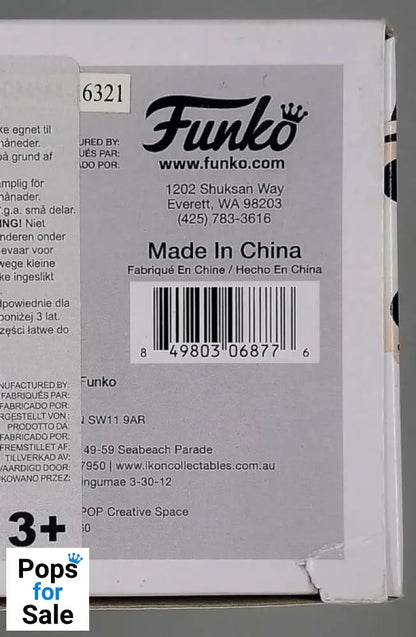 6321
Funko
www.funko.com
1202 Shuksan Way
Everett, WA 98203
(425) 783-3616
Made In China
Fabriqué En Chine / Hecho En China
8 49803 06877 6
URED BY:
UÉS PAR:
DO POR:
ke egnet til
håneder.
på grund af
mplig för
nånader.
f.g.a. små delar.
NG! Niet
nderen onder
evaar voor
wege kleine
ke ingeslikt
dpowiednie dla
poniżej 3 lat.
zęści łatwe do
NUFACTURED BY:
FABRIQUÉS PAR:
FABRICADO POR:
RGESTELLT VON:
PRODOTTO DA:
FABRICADO POR:
FREMSTILLET AF:
TILLVERKAD AV:
VAARDIGD DOOR:
KOWANO PRZEZ:
Funko
N SW11 9AR
49-59 Seabeach Parade
7950 | www.ikoncollectables.com.au
ingumae 3-30-12
POP Creative Space
60
3+
Pops
for
Sale